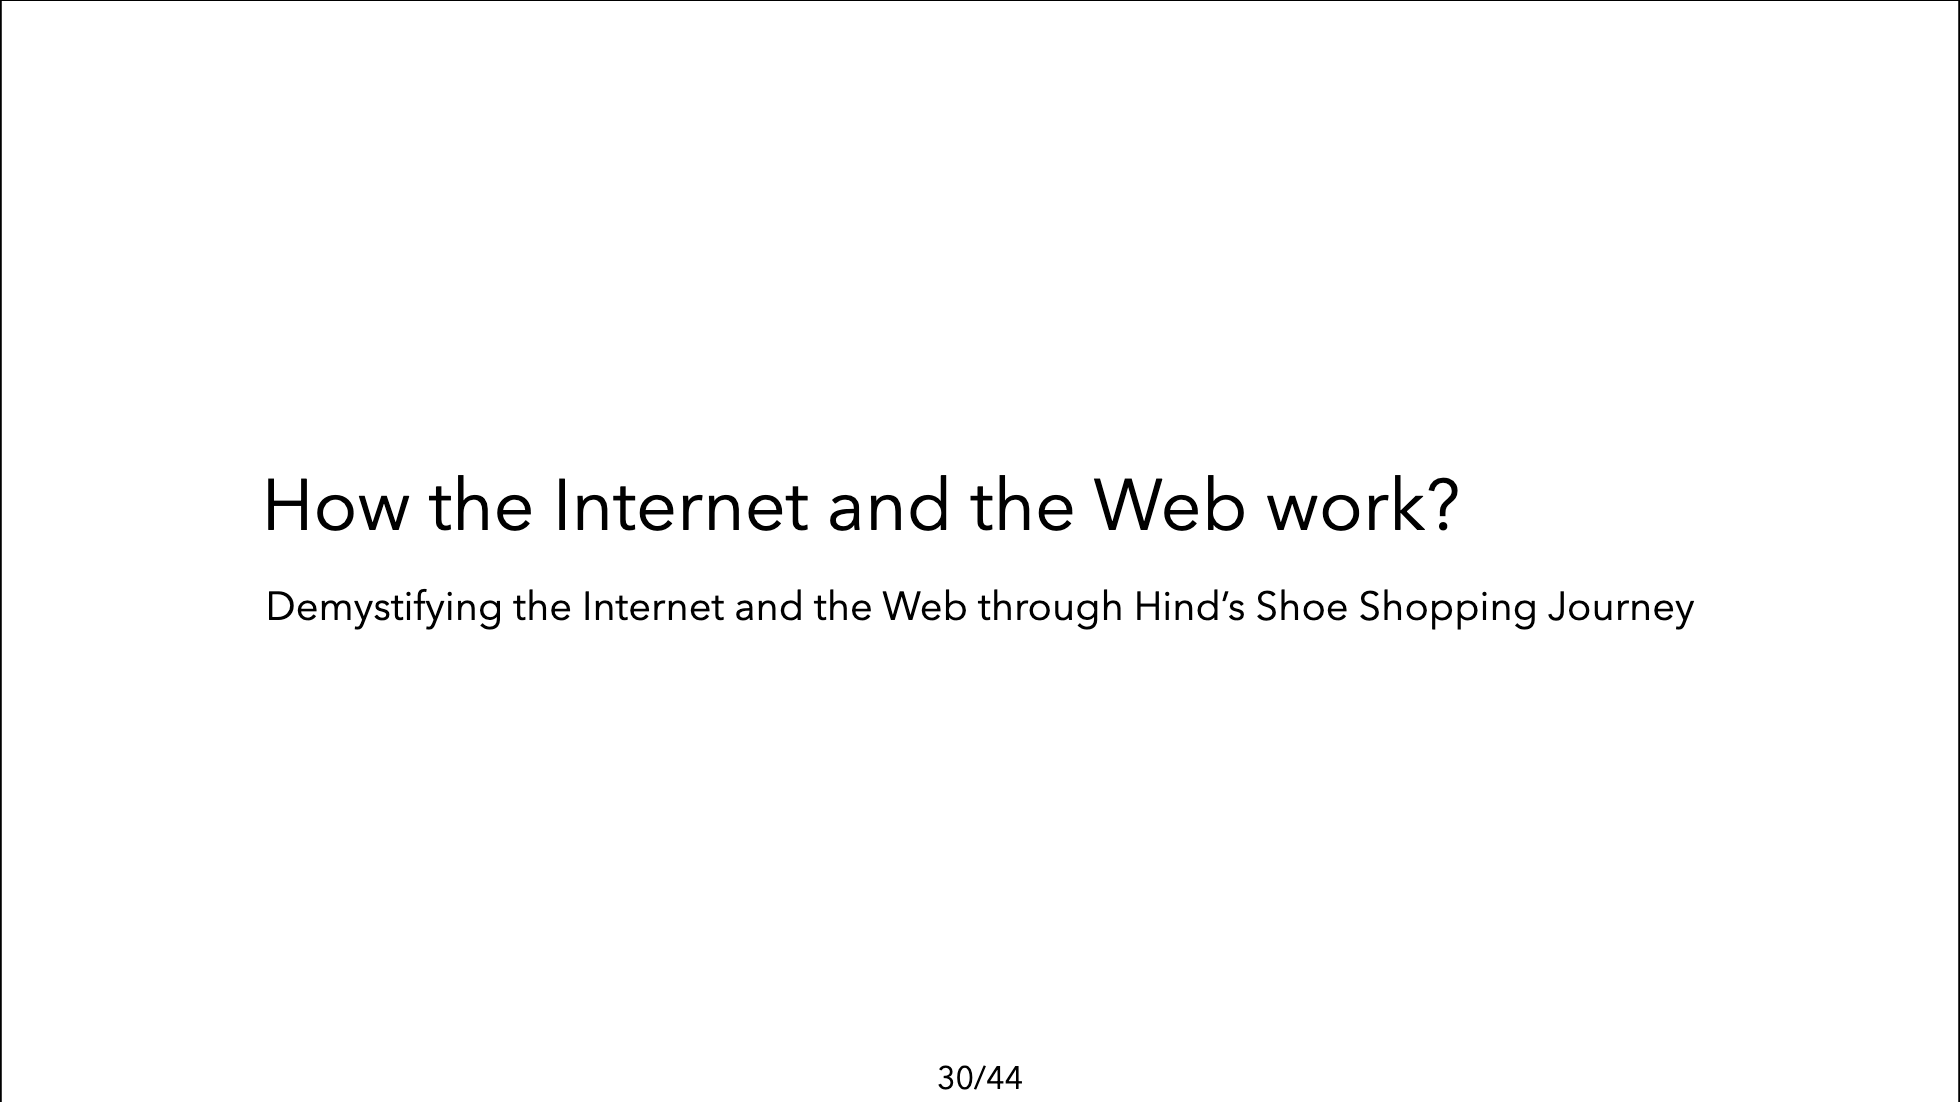 How the Internet and the Web work?
Demystifying the Internet and the Web through Hind’s Shoe Shopping Journey
30/44